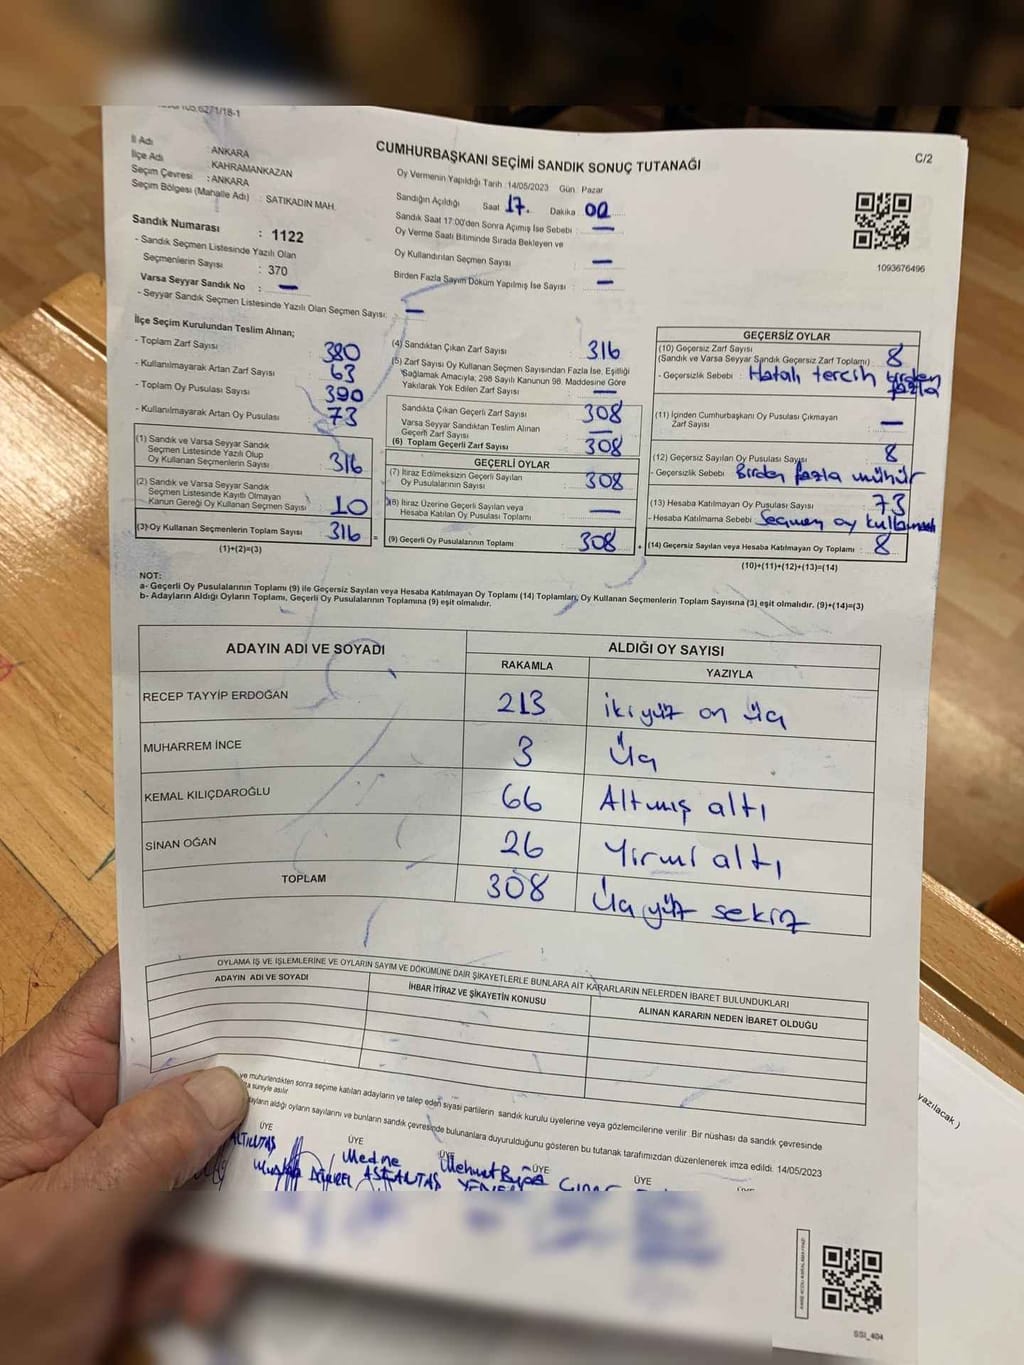 İl Adı : ANKARA
İlçe Adı : KAHRAMANKAZAN
Seçim Çevresi : ANKARA
Seçim Bölgesi (Mahalle Adı) : SATIKADIN MAH.
Sandık Numarası : 1122
- Sandık Seçmen Listesinde Yazılı Olan
Seçmenlerin Sayısı : 370
Varsa Seyyar Sandık No : —
- Seyyar Sandık Seçmen Listesinde Yazılı Olan Seçmen Sayısı: —
CUMHURBAŞKANI SEÇİMİ SANDIK SONUÇ TUTANAĞI
C/2
Oy Vermenin Yapıldığı Tarih :14/05/2023 Gün Pazar
Sandığın Açıldığı Saat 17. Dakika 00
Sandık Saat 17:00'den Sonra Açılmış İse Sebebi : —
Oy Verme Saati Bitiminde Sırada Bekleyen ve
Oy Kullandırılan Seçmen Sayısı : —
Birden Fazla Sayım Döküm Yapılmış İse Sayısı : —
1093676496
İlçe Seçim Kurulundan Teslim Alınan;
- Toplam Zarf Sayısı : 380
- Kullanılmayarak Artan Zarf Sayısı : 63
- Toplam Oy Pusulası Sayısı : 390
- Kullanılmayarak Artan Oy Pusulası : 73
(1) Sandık ve Varsa Seyyar Sandık
Seçmen Listesinde Yazılı Olup
Oy Kullanan Seçmenlerin Sayısı : 316
(2) Sandık ve Varsa Seyyar Sandık
Seçmen Listesinde Kayıtlı Olmayan
Kanun Gereği Oy Kullanan Seçmen Sayısı : 10
(3) Oy Kullanan Seçmenlerin Toplam Sayısı : 316
(1)+(2)=(3)
(4) Sandıktan Çıkan Zarf Sayısı : 316
(5) Zarf Sayısı Oy Kullanan Seçmen Sayısından Fazla İse, Eşitliği
Sağlamak Amacıyla, 298 Sayılı Kanunun 98. Maddesine Göre
Yakılarak Yok Edilen Zarf Sayısı : —
Sandıkta Çıkan Geçerli Zarf Sayısı : 308
Varsa Seyyar Sandıktan Teslim Alınan
Geçerli Zarf Sayısı : —
(6) Toplam Geçerli Zarf Sayısı : 308
GEÇERLİ OYLAR
(7) İtiraz Edilmeksizin Geçerli Sayılan
Oy Pusulalarının Sayısı : 308
(8) İtiraz Üzerine Geçerli Sayılan veya
Hesaba Katılan Oy Pusulası Toplamı : —
= (9) Geçerli Oy Pusulalarının Toplamı : 308
GEÇERSİZ OYLAR
(10) Geçersiz Zarf Sayısı
(Sandık ve Varsa Seyyar Sandık Geçersiz Zarf Toplamı) : 8
- Geçersizlik Sebebi : Hatalı tercih birden
fazla
(11) İçinden Cumhurbaşkanı Oy Pusulası Çıkmayan
Zarf Sayısı : —
(12) Geçersiz Sayılan Oy Pusulası Sayısı : 8
- Geçersizlik Sebebi : Birden fazla mühür
(13) Hesaba Katılmayan Oy Pusulası Sayısı : 73
- Hesaba Katılmama Sebebi : Seçmen oy
+ (14) Geçersiz Sayılan veya Hesaba Katılmayan Oy Toplamı : 8
(10)+(11)+(12)+(13)=(14)
NOT:
a- Geçerli Oy Pusulalarının Toplamı (9) ile Geçersiz Sayılan veya Hesaba Katılmayan Oy Pusulası Toplamı (14) Toplamları, Oy Kullanan Seçmenlerin Toplam Sayısına (3) eşit olmalıdır. (9)+(14)=(3)
b- Adayların Aldığı Oyların Toplamı, Geçerli Oy Pusulalarının Toplamına (9) eşit olmalıdır.
ADAYIN ADI VE SOYADI
ALDIĞI OY SAYISI
RAKAMLA YAZIYLA
RECEP TAYYİP ERDOĞAN 213 iki yüz on üç
MUHARREM İNCE 3 üç
KEMAL KILIÇDAROĞLU 66 Altmış altı
SİNAN OĞAN 26 Yirmi altı
TOPLAM 308 üç yüz sekiz
OYLAMA İŞ VE İŞLEMLERİNE VE OYLARIN SAYIM VE DÖKÜMÜNE DAİR ŞİKAYETLERLE BUNLARA AİT KARARLARIN NELERDEN İBARET BULUNDUKLARI
ADAYIN ADI VE SOYADI
İHBAR İTİRAZ VE ŞİKAYETİN KONUSU
ALINAN KARARIN NEDEN İBARET OLDUĞU
ve mühürlendikten sonra seçime katılan adayların ve talep eden siyasi partilerin sandık kurulu üyelerine veya gözlemcilerine verilir. Bir nüshası da sandık çevresinde
süreyle asılır.
aldığı oyların sayılarını ve bunların sandık çevresinde bulunanlara duyurulduğunu gösteren bu tutanak tarafımızdan düzenlenerek imza edildi. 14/05/2023
ÜYE ÜYE ÜYE ÜYE ÜYE
Mehmet
yazılacak )
SSI_404